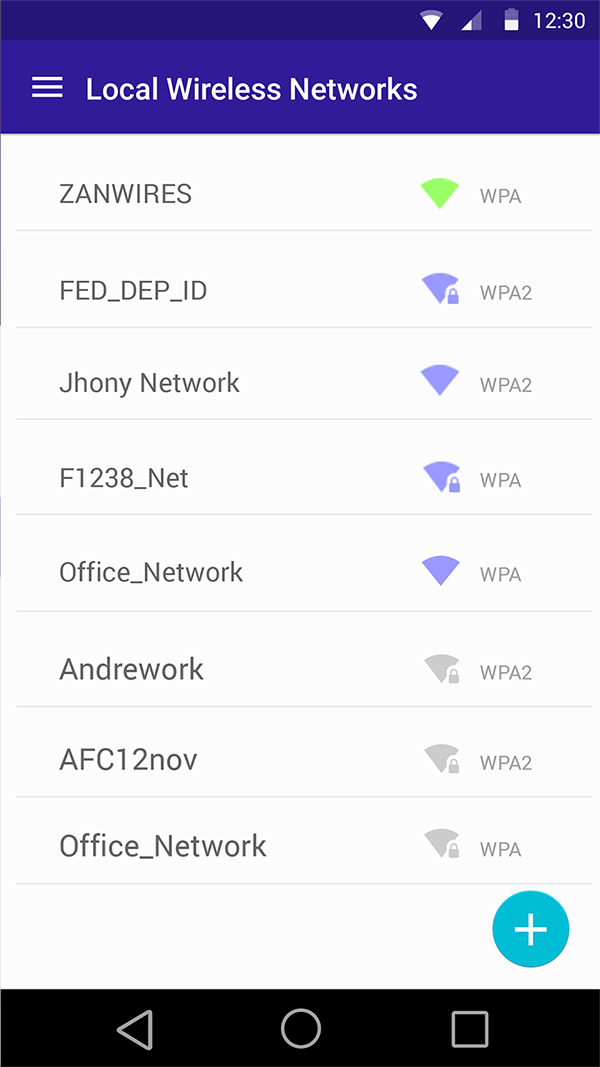 12:30
Local Wireless Networks
ZANWIRES WPA
FED_DEP_ID WPA2
Jhony Network WPA2
F1238_Net WPA
Office_Network WPA
Andrework WPA2
AFC12nov WPA2
Office_Network WPA